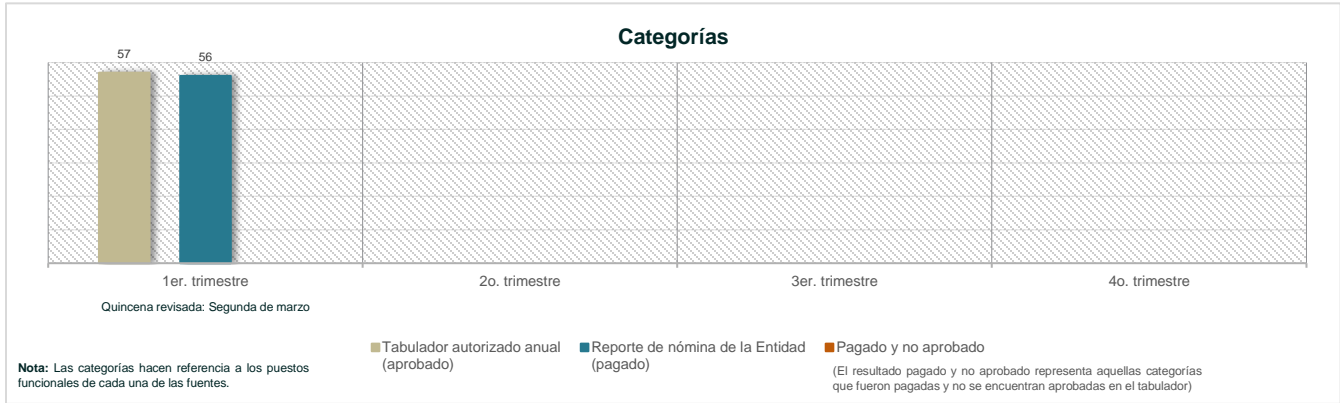 Categorías
57
56
1er. trimestre
2o. trimestre
3er. trimestre
4o. trimestre
Quincena revisada: Segunda de marzo
Tabulador autorizado anual
(aprobado)
Reporte de nómina de la Entidad
(pagado)
Pagado y no aprobado
(El resultado pagado y no aprobado representa aquellas categorías
que fueron pagadas y no se encuentran aprobadas en el tabulador)
Nota: Las categorías hacen referencia a los puestos
funcionales de cada una de las fuentes.